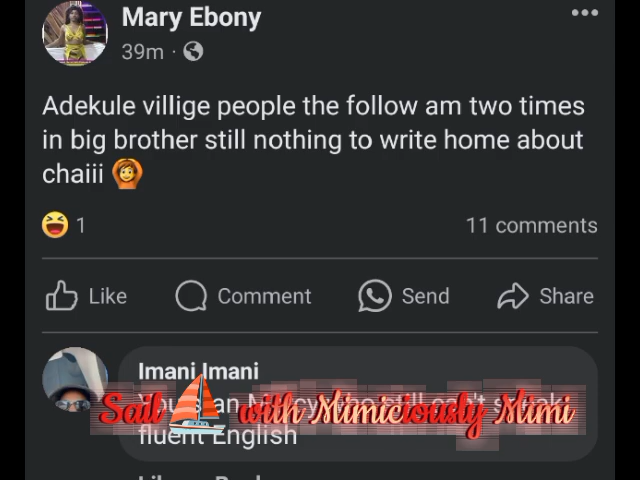 Mary Ebony
39m ·
Adekule villige people the follow am two times
in big brother still nothing to write home about
chaiii
1
11 comments
Like
Comment
Send
Share
Imani Imani
Sail with Mimiciously Mimi
fluent English